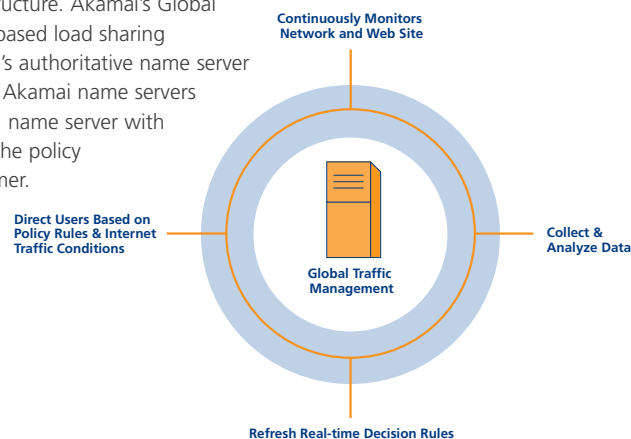 ucture. Akamai's Global
based load sharing
's authoritative name server
Akamai name servers
name server with
he policy
mer.
Continuously Monitors
Network and Web Site
Direct Users Based on
Policy Rules & Internet
Traffic Conditions
Global Traffic
Management
Collect &
Analyze Data
Refresh Real-time Decision Rules